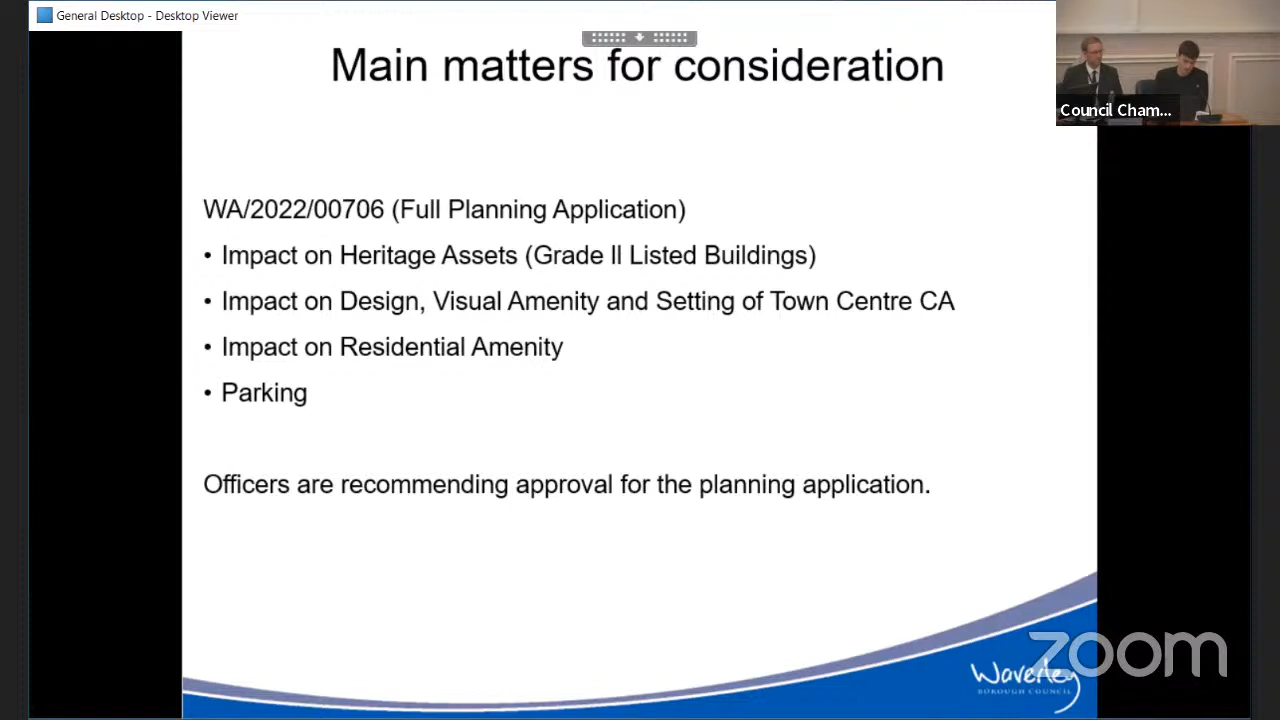 General Desktop - Desktop Viewer
Main matters for consideration
Council Cham...
WA/2022/00706 (Full Planning Application)
• Impact on Heritage Assets (Grade ll Listed Buildings)
• Impact on Design, Visual Amenity and Setting of Town Centre CA
• Impact on Residential Amenity
• Parking
Officers are recommending approval for the planning application.
zoom
Waverley
BOROUGH COUNCIL